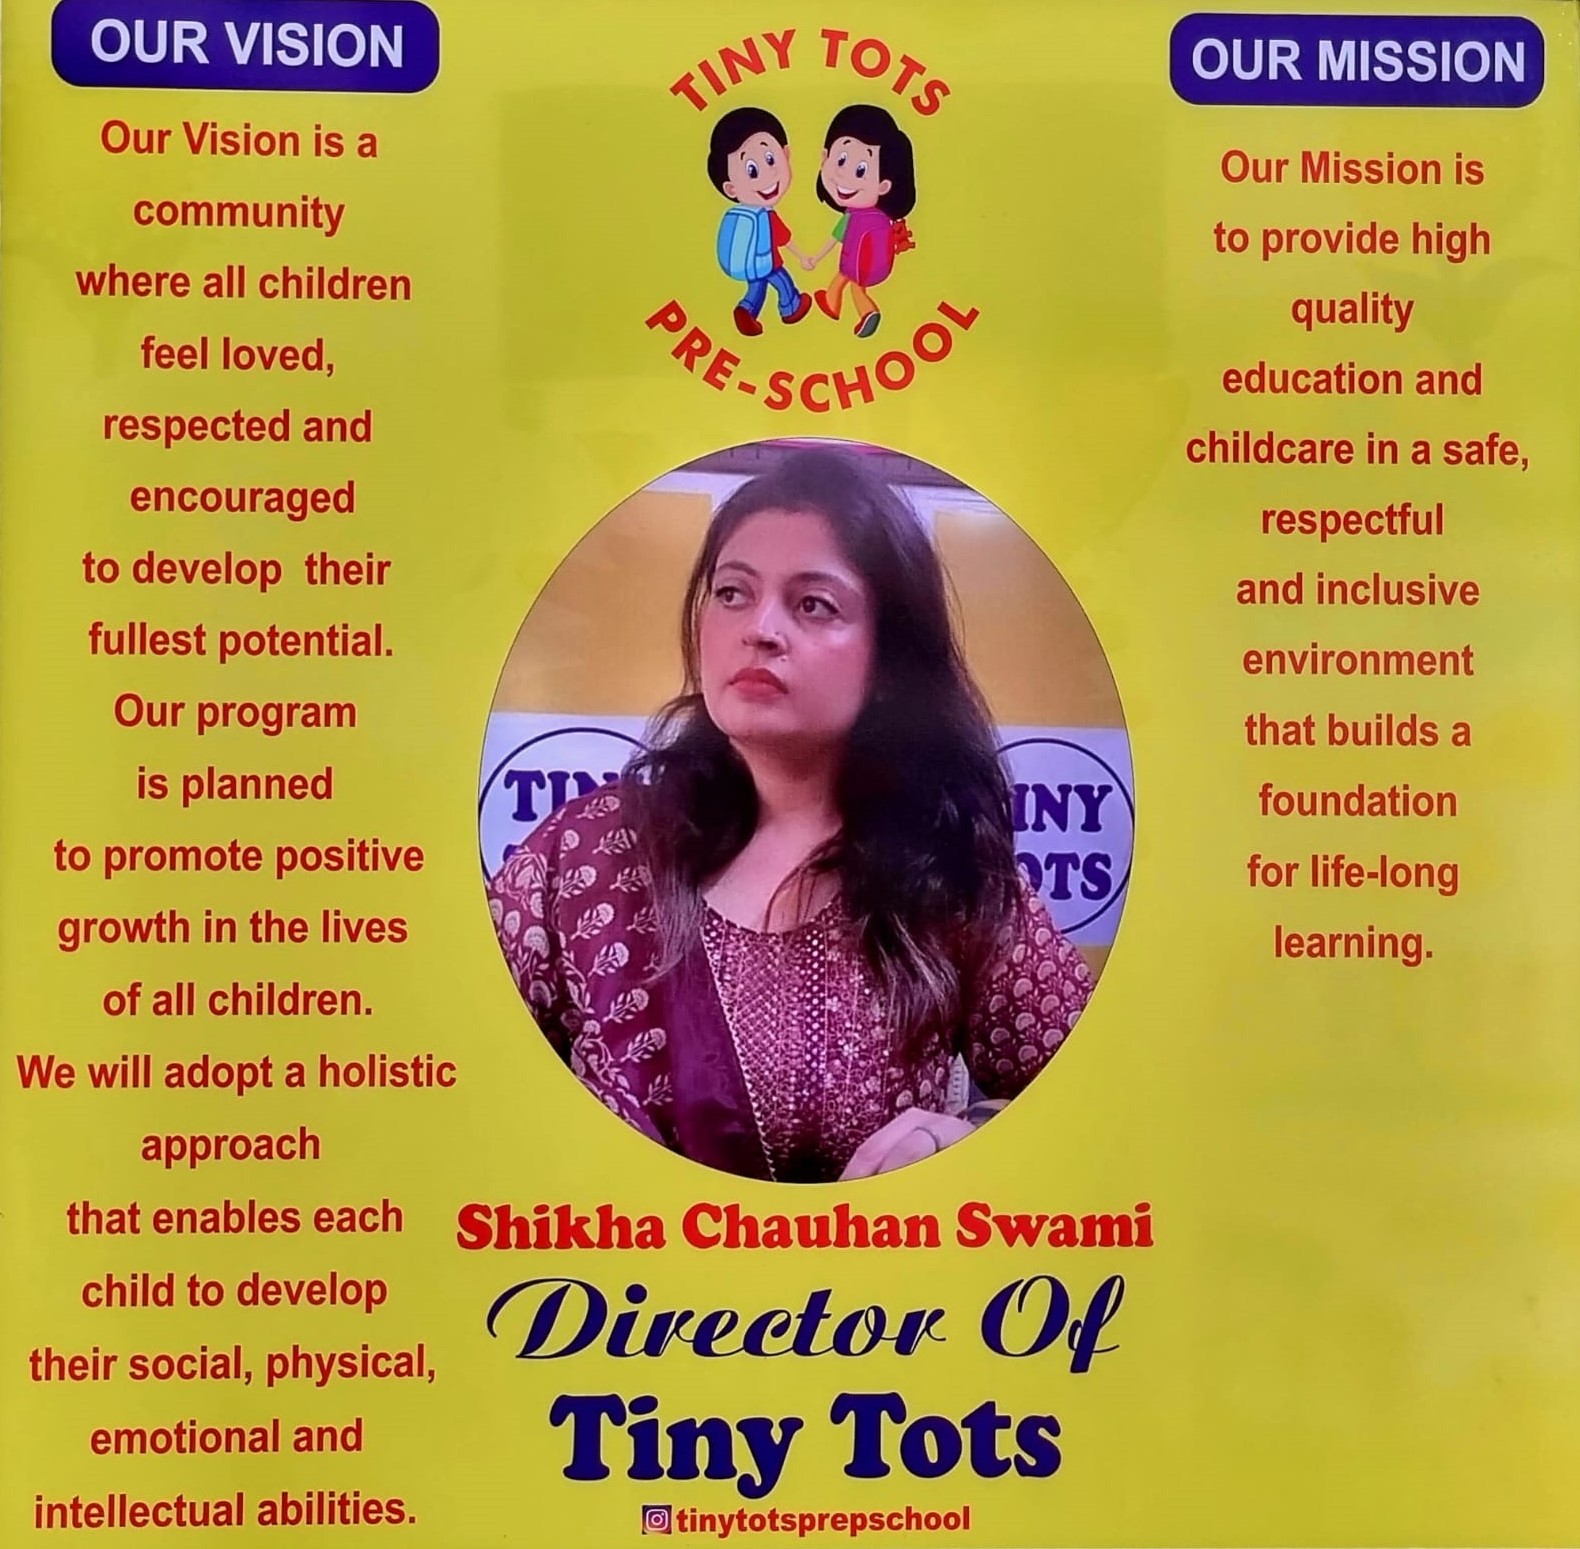 OUR VISION
Our Vision is a
community
where all children
feel loved,
respected and
encouraged
to develop their
fullest potential.
Our program
is planned
to promote positive
growth in the lives
of all children.
We will adopt a holistic
approach
that enables each
child to develop
their social, physical,
emotional and
intellectual abilities.
TINY TOTS
PRE-SCHOOL
INY
OTS
Shikha Chauhan Swami
Director Of
Tiny Tots
tinytotsprepschool
OUR MISSION
Our Mission is
to provide high
quality
education and
childcare in a safe,
respectful
and inclusive
environment
that builds a
foundation
for life-long
learning.